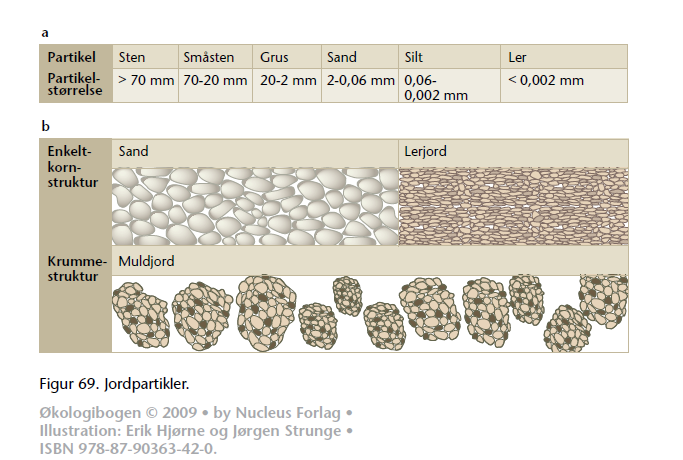 a
Partikel Sten Småsten Grus Sand Silt Ler
Partikel-
størrelse > 70 mm 70-20 mm 20-2 mm 2-0,06 mm 0,06-
0,002 mm < 0,002 mm
b
Enkelt-
korn-
struktur Sand Lerjord
Krumme-
struktur Muldjord
Figur 69. Jordpartikler.
Økologibogen © 2009 • by Nucleus Forlag •
Illustration: Erik Hjørne og Jørgen Strunge •
ISBN 978-87-90363-42-0.